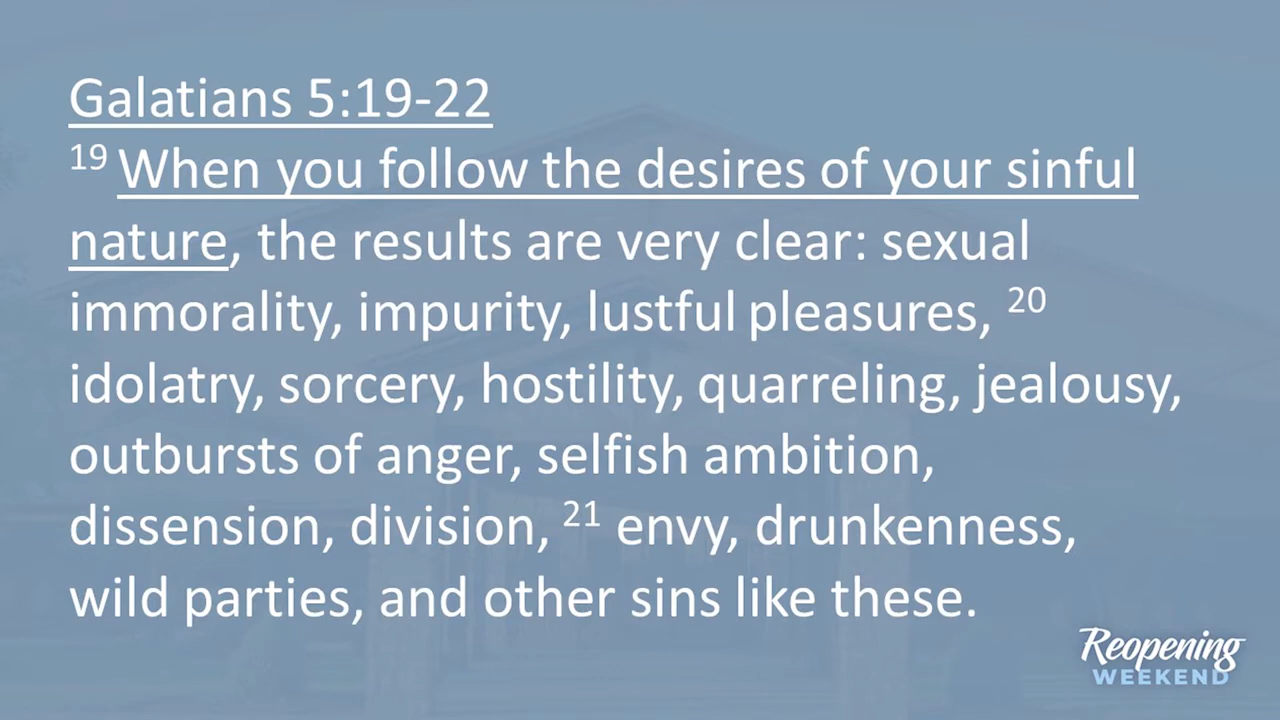 Galatians 5:19-22
19 When you follow the desires of your sinful
nature, the results are very clear: sexual
immorality, impurity, lustful pleasures, 20
idolatry, sorcery, hostility, quarreling, jealousy,
outbursts of anger, selfish ambition,
dissension, division, 21 envy, drunkenness,
wild parties, and other sins like these.
Reopening
WEEKEND